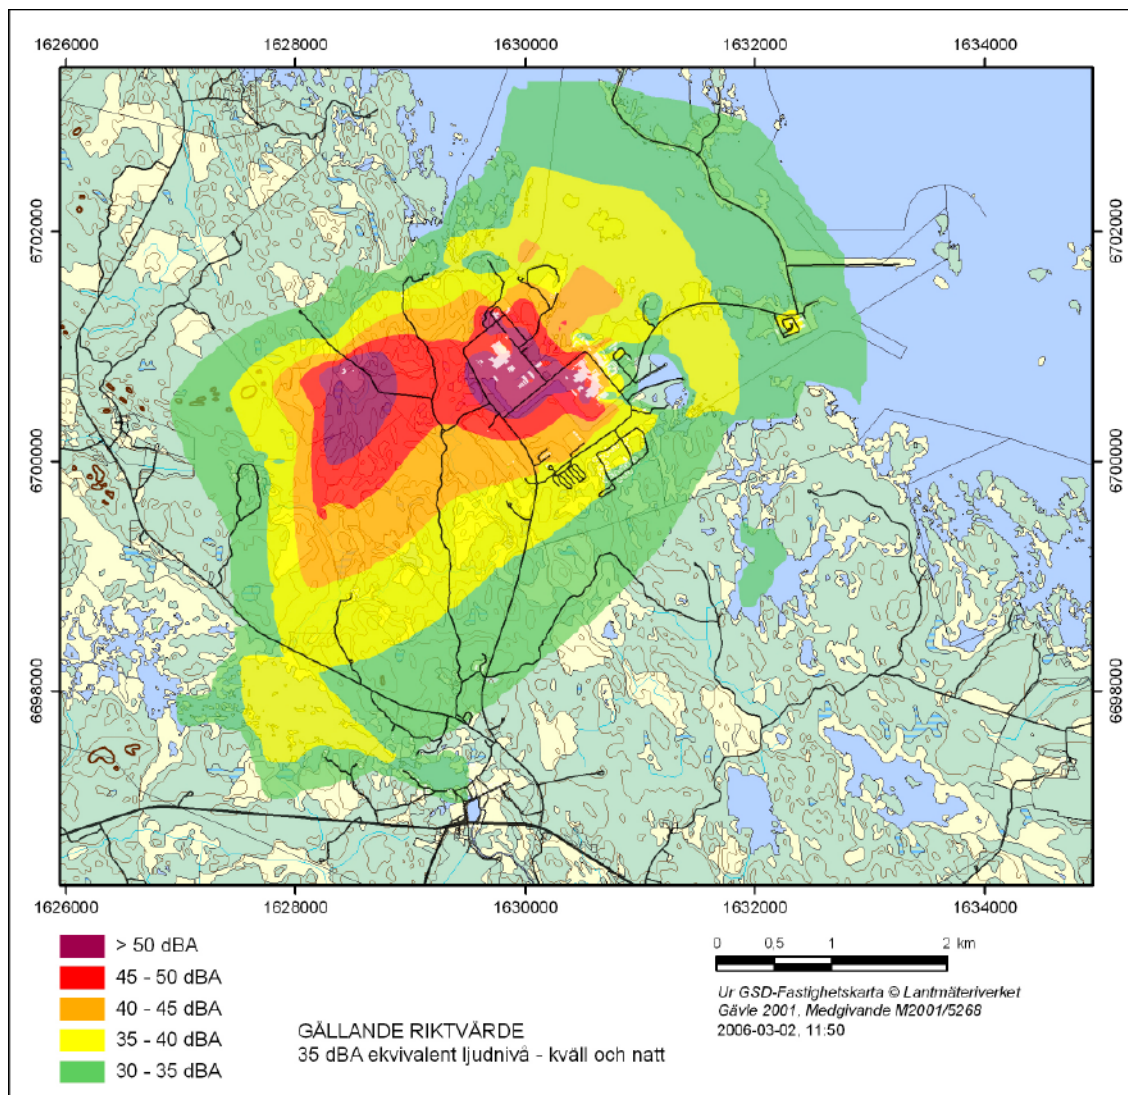 1626000 1628000 1630000 1632000 1634000
6702000 6702000
6700000 6700000
6698000 6698000
1626000 1628000 1630000 1632000 1634000
> 50 dBA
45 - 50 dBA
40 - 45 dBA
35 - 40 dBA
30 - 35 dBA
GÄLLANDE RIKTVÄRDE
35 dBA ekvivalent ljudnivå - kväll och natt
0 0,5 1 2 km
Ur GSD-Fastighetskarta © Lantmäteriverket
Gävle 2001, Medgivande M2001/5268
2006-03-02, 11:50